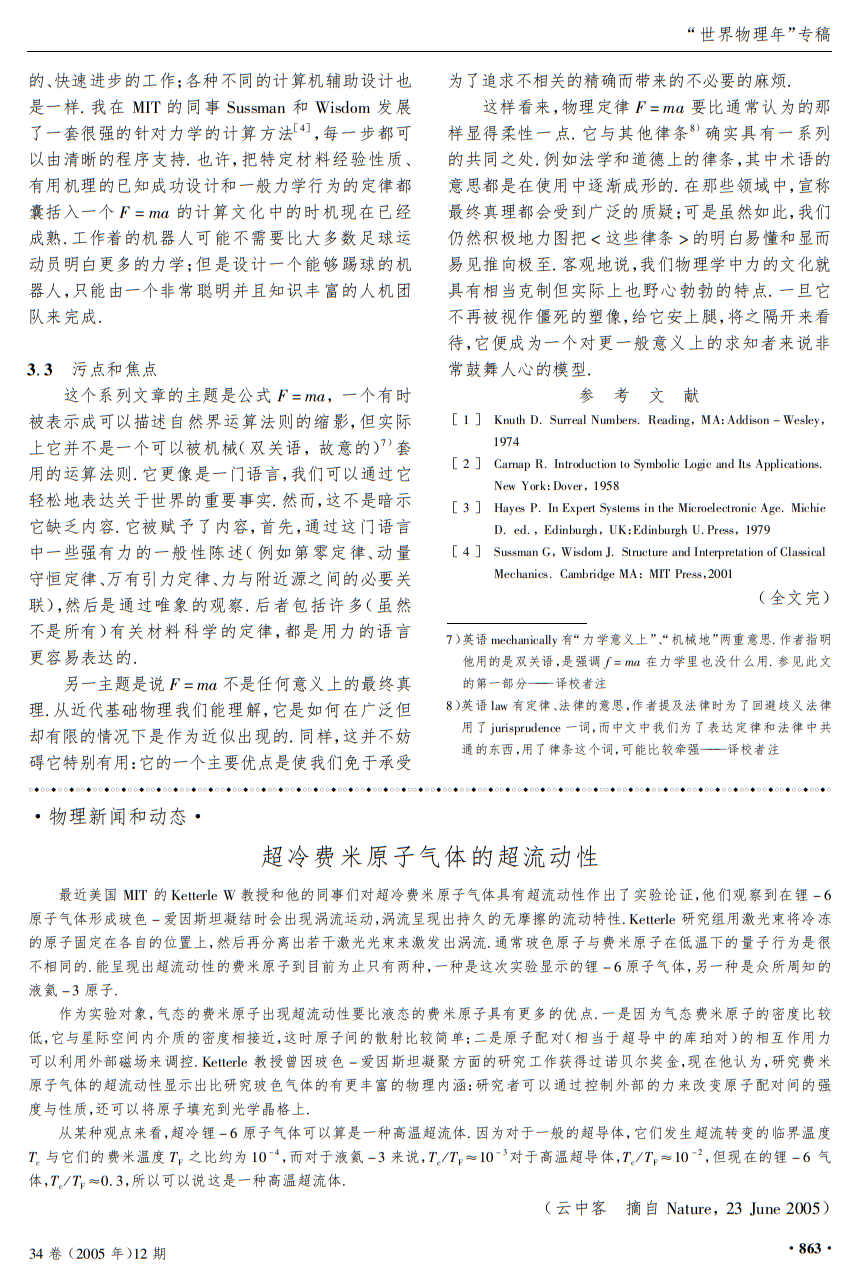 “世界物理年”专稿
的、快速进步的工作;各种不同的计算机辅助设计也
是一样. 我在 MIT 的同事 Sussman 和 Wisdom 发展
了一套很强的针对力学的计算方法[4],每一步都可
以由清晰的程序支持. 也许,把特定材料经验性质、
有用机理的已知成功设计和一般力学行为的定律都
囊括入一个 F = ma 的计算文化中的时机现在已经
成熟. 工作着的机器人可能不需要比大多数足球运
动员明白更多的力学;但是设计一个能够踢球的机
器人,只能由一个非常聪明并且知识丰富的人机团
队来完成.
3.3 污点和焦点
这个系列文章的主题是公式 F = ma, 一个有时
被表示成可以描述自然界运算法则的缩影,但实际
上它并不是一个可以被机械(双关语, 故意的)7)套
用的运算法则. 它更像是一门语言,我们可以通过它
轻松地表达关于世界的重要事实. 然而,这不是暗示
它缺乏内容. 它被赋予了内容,首先,通过这门语言
中一些强有力的一般性陈述(例如第零定律、动量
守恒定律、万有引力定律、力与附近源之间的必要关
联),然后是通过唯象的观察. 后者包括许多(虽然
不是所有)有关材料科学的定律,都是用力的语言
更容易表达的.
另一主题是说 F = ma 不是任何意义上的最终真
理. 从近代基础物理我们能理解,它是如何在广泛但
却有限的情况下是作为近似出现的. 同样,这并不妨
碍它特别有用:它的一个主要优点是使我们免于承受
为了追求不相关的精确而带来的不必要的麻烦.
这样看来,物理定律 F = ma 要比通常认为的那
样显得柔性一点. 它与其他律条8)确实具有一系列
的共同之处. 例如法学和道德上的律条,其中术语的
意思都是在使用中逐渐成形的. 在那些领域中,宣称
最终真理都会受到广泛的质疑;可是虽然如此,我们
仍然积极地力图把 < 这些律条 > 的明白易懂和显而
易见推向极至. 客观地说,我们物理学中力的文化就
具有相当克制但实际上也野心勃勃的特点. 一旦它
不再被视作僵死的塑像,给它安上腿,将之隔开来看
待,它便成为一个对更一般意义上的求知者来说非
常鼓舞人心的模型.
参 考 文 献
[ 1 ] Knuth D. Surreal Numbers. Reading, MA: Addison – Wesley,
1974
[ 2 ] Carnap R. Introduction to Symbolic Logic and Its Applications.
New York: Dover, 1958
[ 3 ] Hayes P. In Expert Systems in the Microelectronic Age. Michie
D. ed. , Edinburgh, UK:Edinburgh U. Press, 1979
[ 4 ] Sussman G, Wisdom J. Structure and Interpretation of Classical
Mechanics. Cambridge MA: MIT Press,2001
(全文完)
7)英语 mechanically 有“力学意义上”、“机械地”两重意思. 作者指明
他用的是双关语,是强调 f = ma 在力学里也没什么用. 参见此文
的第一部分——译校者注
8)英语 law 有定律、法律的意思,作者提及法律时为了回避歧义法律
用了 jurisprudence 一词,而中文中我们为了表达定律和法律中共
通的东西,用了律条这个词,可能比较牵强——译校者注
·物理新闻和动态·
超冷费米原子气体的超流动性
最近美国 MIT 的 Ketterle W 教授和他的同事们对超冷费米原子气体具有超流动性作出了实验论证,他们观察到在锂 – 6
原子气体形成玻色 – 爱因斯坦凝结时会出现涡流运动,涡流呈现出持久的无摩擦的流动特性. Ketterle 研究组用激光束将冷冻
的原子固定在各自的位置上,然后再分离出若干激光光束来激发出涡流. 通常玻色原子与费米原子在低温下的量子行为是很
不相同的. 能呈现出超流动性的费米原子到目前为止只有两种,一种是这次实验显示的锂 – 6 原子气体,另一种是众所周知的
液氦 – 3 原子.
作为实验对象,气态的费米原子出现超流动性要比液态的费米原子具有更多的优点. 一是因为气态费米原子的密度比较
低,它与星际空间内介质的密度相接近,这时原子间的散射比较简单;二是原子配对(相当于超导中的库珀对)的相互作用力
可以利用外部磁场来调控. Ketterle 教授曾因玻色 – 爱因斯坦凝聚方面的研究工作获得过诺贝尔奖金,现在他认为,研究费米
原子气体的超流动性显示出比研究玻色气体的有更丰富的物理内涵:研究者可以通过控制外部的力来改变原子配对间的强
度与性质,还可以将原子填充到光学晶格上.
从某种观点来看,超冷锂 – 6 原子气体可以算是一种高温超流体. 因为对于一般的超导体,它们发生超流转变的临界温度
Tc 与它们的费米温度 TF 之比约为 10⁻⁴,而对于液氦 – 3 来说,Tc/TF≈10⁻³对于高温超导体,Tc/TF≈10⁻²,但现在的锂 – 6 气
体,Tc/TF≈0.3,所以可以说这是一种高温超流体.
(云中客 摘自 Nature, 23 June 2005)
34 卷 (2005 年)12 期
·863·